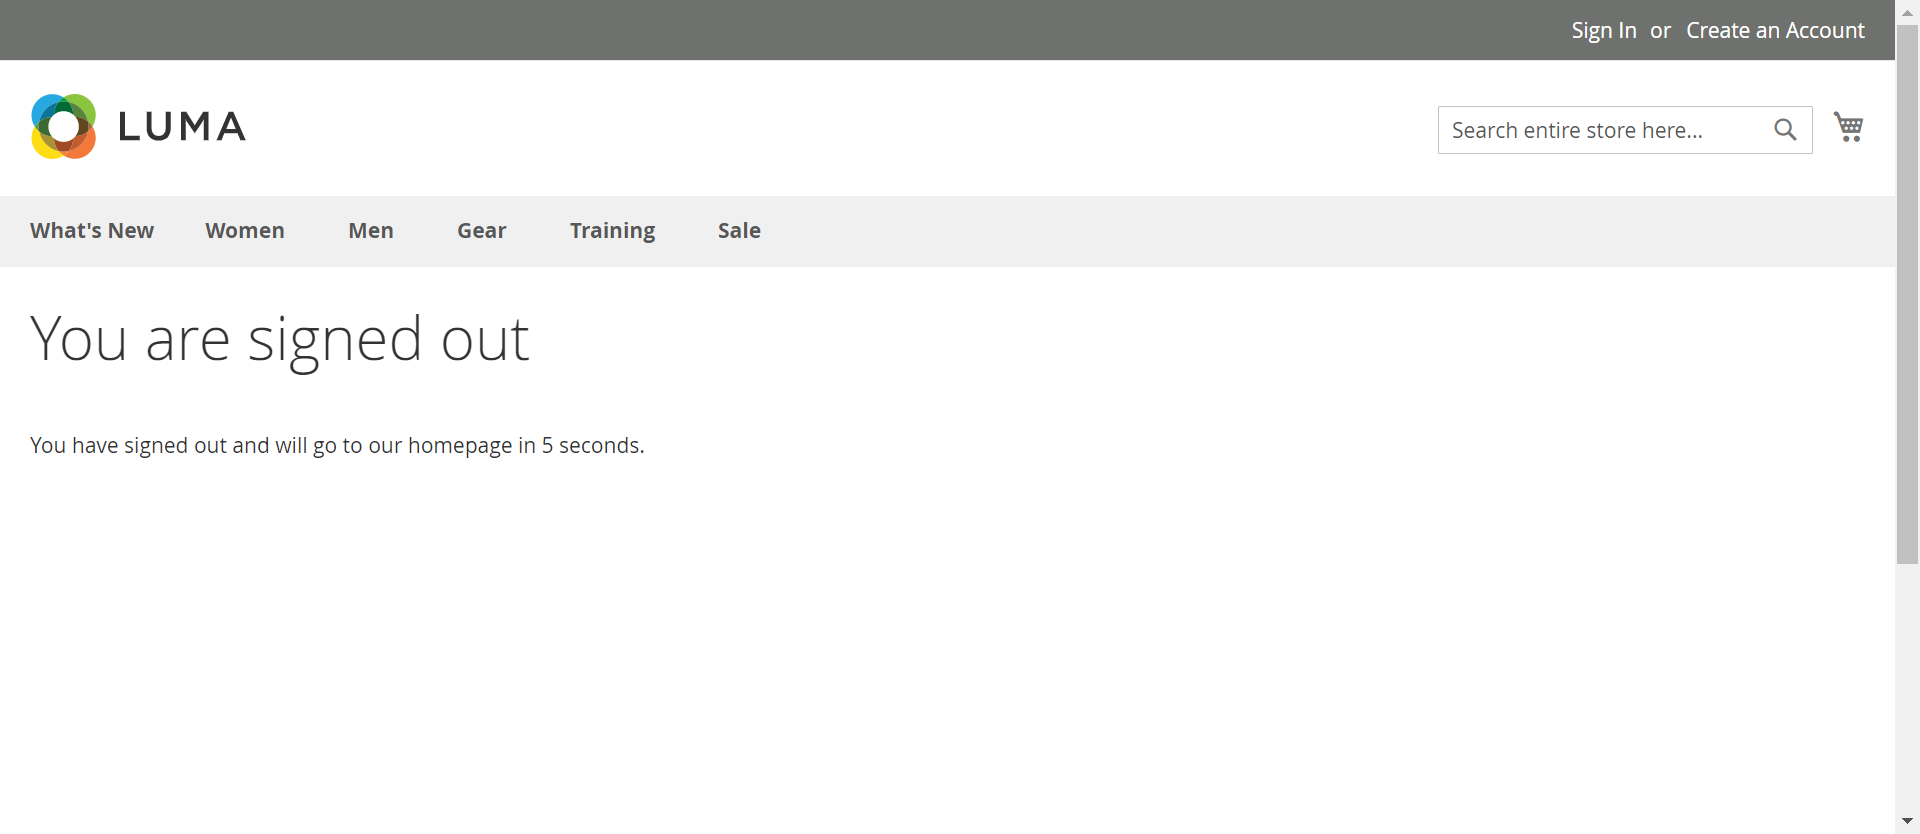 Sign In or Create an Account
LUMA
Search entire store here...
What's New Women Men Gear Training Sale
You are signed out
You have signed out and will go to our homepage in 5 seconds.